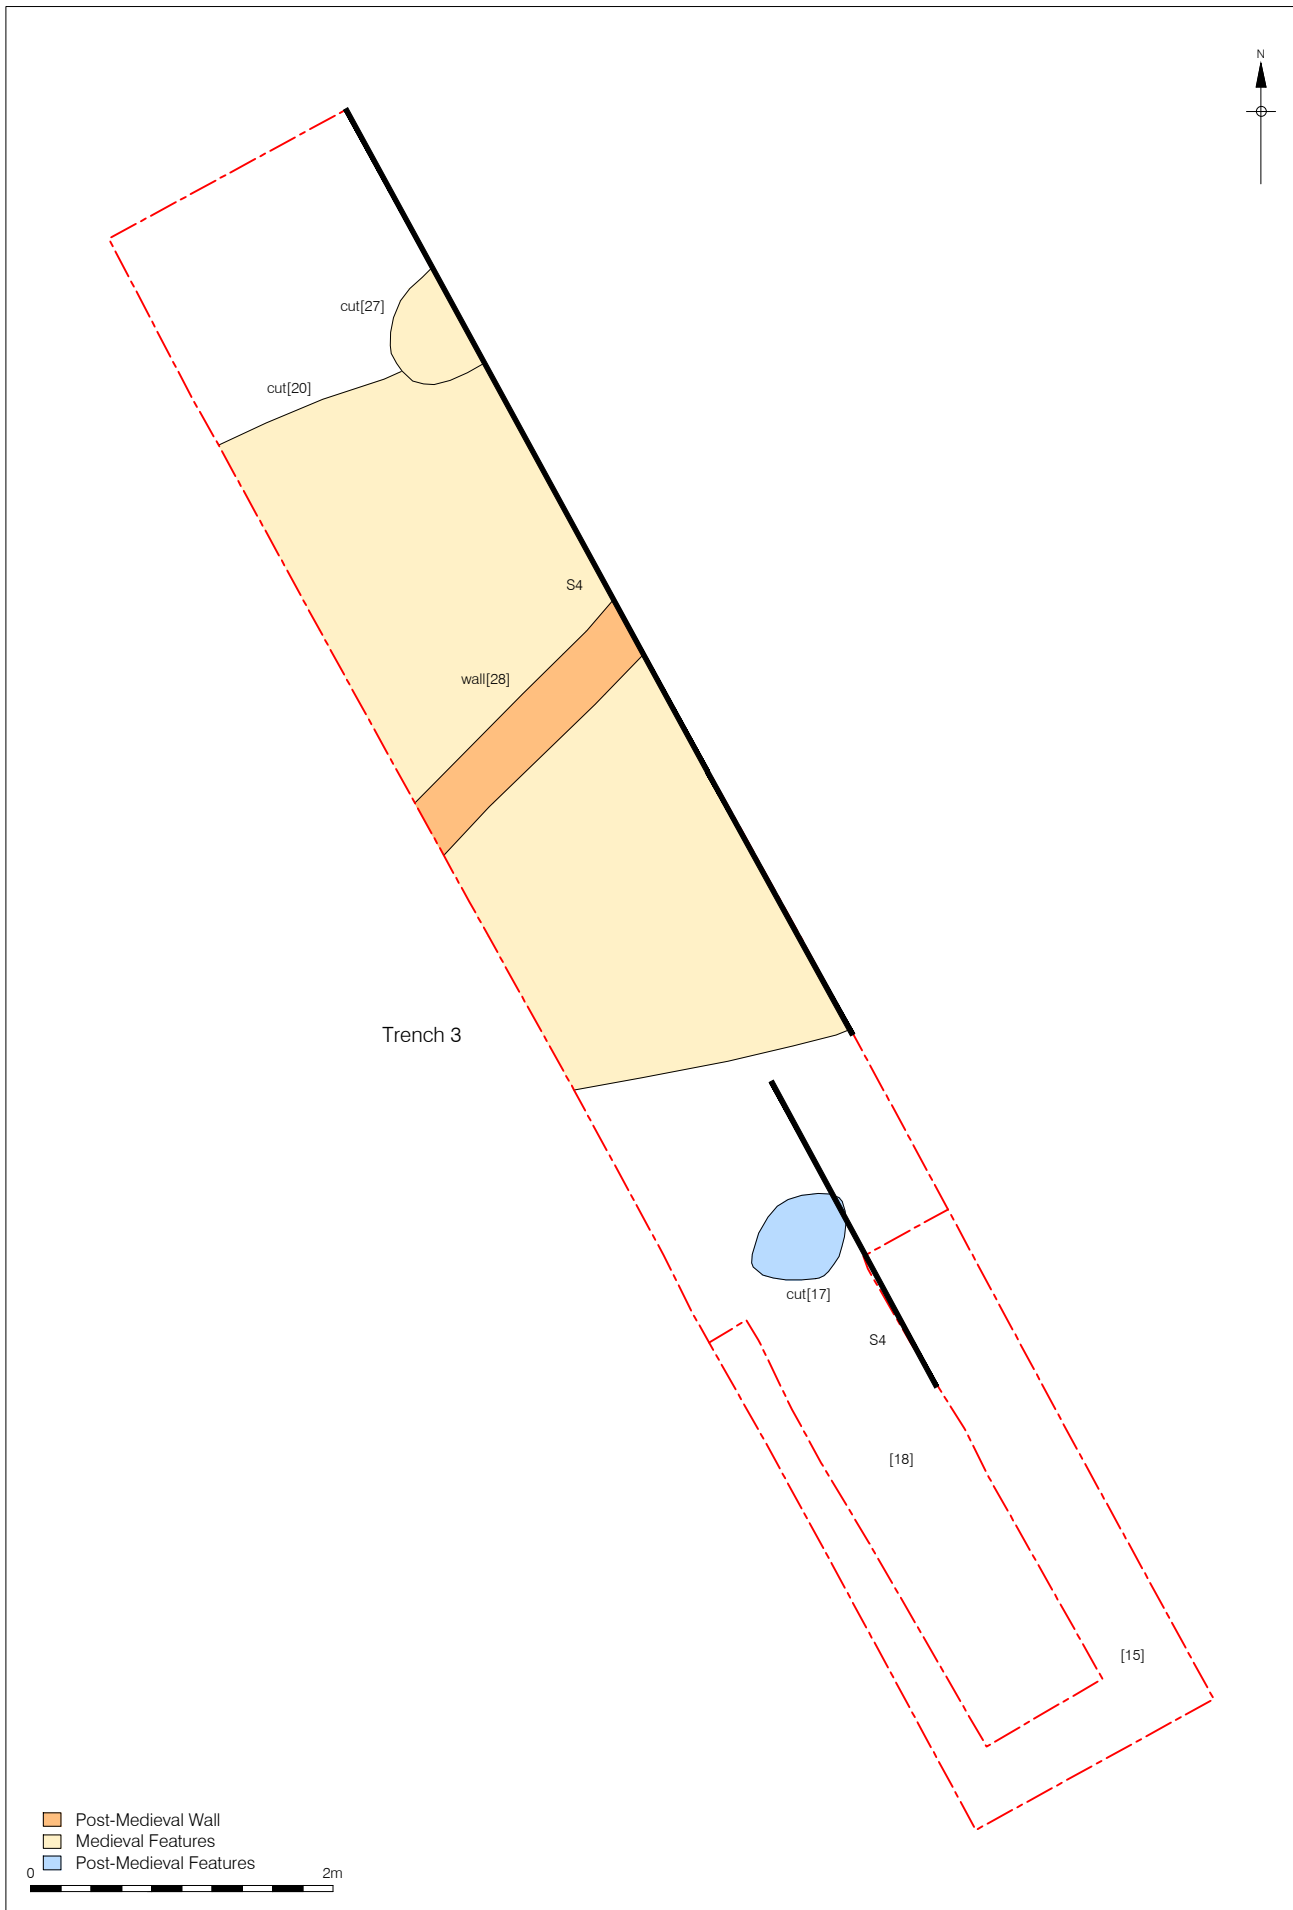 N
cut[27]
cut[20]
S4
wall[28]
Trench 3
cut[17]
S4
[18]
[15]
Post-Medieval Wall
Medieval Features
Post-Medieval Features
0 2m